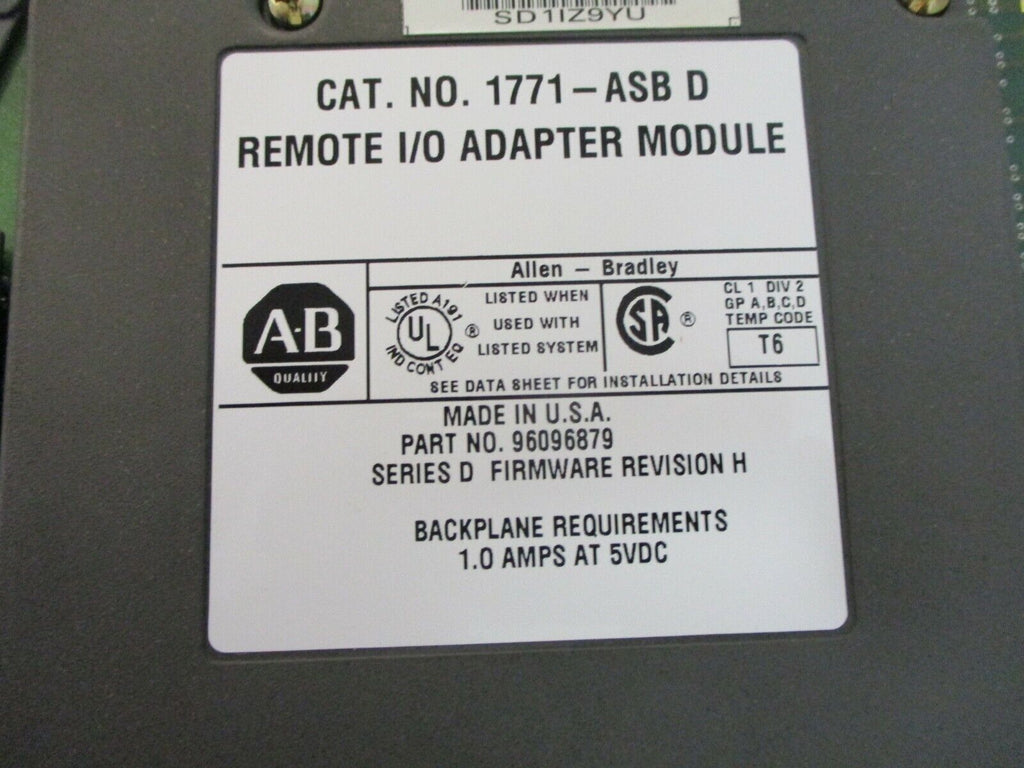 SD1IZ9YU
CAT. NO. 1771-ASB D
REMOTE I/O ADAPTER MODULE
Allen - Bradley
A·B
QUALITY
LISTED A191
UL
IND CONT EQ
®
LISTED WHEN
USED WITH
LISTED SYSTEM
SA
®
CL 1 DIV 2
GP A,B,C,D
TEMP CODE
T6
SEE DATA SHEET FOR INSTALLATION DETAILS
MADE IN U.S.A.
PART NO. 96096879
SERIES D FIRMWARE REVISION H
BACKPLANE REQUIREMENTS
1.0 AMPS AT 5VDC